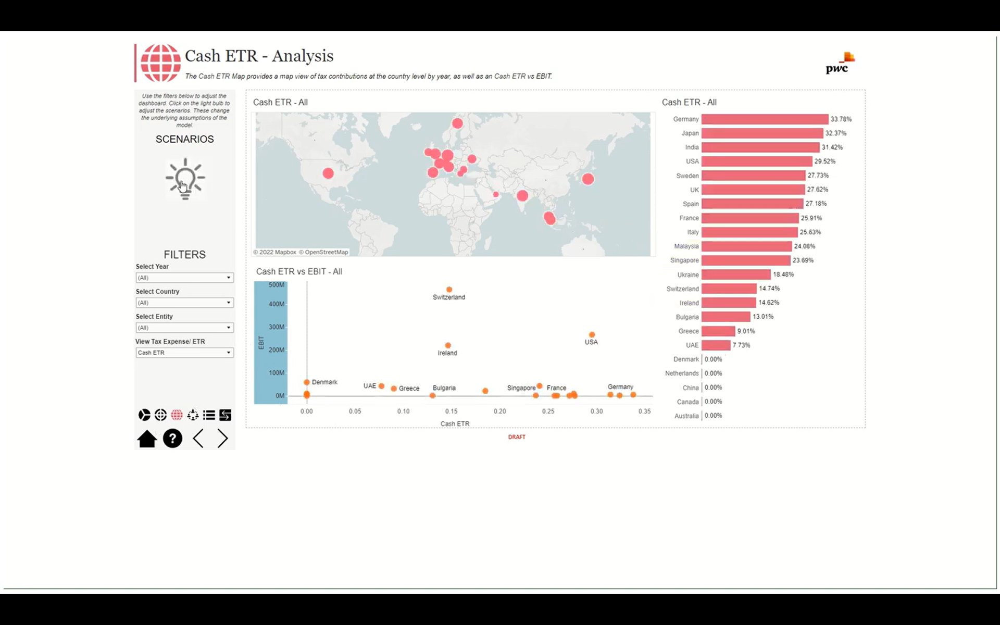 Cash ETR - Analysis
The Cash ETR Map provides a map view of tax contributions at the country level by year, as well as an Cash ETR vs EBIT.
pwc
Use the filters below to adjust the
dashboard. Click on the light bulb to
adjust the scenarios. These change
the underlying assumptions of the
model.
SCENARIOS
FILTERS
Select Year
(All)
Select Country
(All)
Select Entity
(All)
View Tax Expense/ ETR
Cash ETR
?
Cash ETR - All
© 2022 Mapbox © OpenStreetMap
Cash ETR vs EBIT - All
EBIT
500M
400M
300M
200M
100M
0M
Switzerland
USA
Ireland
Denmark
UAE
Greece
Bulgaria
Singapore
France
Germany
0.00 0.05 0.10 0.15 0.20 0.25 0.30 0.35
Cash ETR
Cash ETR - All
Germany 33.78%
Japan 32.37%
India 31.42%
USA 29.52%
Sweden 27.73%
UK 27.62%
Spain 27.18%
France 25.91%
Italy 25.63%
Malaysia 24.08%
Singapore 23.69%
Ukraine 18.48%
Switzerland 14.74%
Ireland 14.62%
Bulgaria 13.01%
Greece 9.01%
UAE 7.73%
Denmark 0.00%
Netherlands 0.00%
China 0.00%
Canada 0.00%
Australia 0.00%
DRAFT